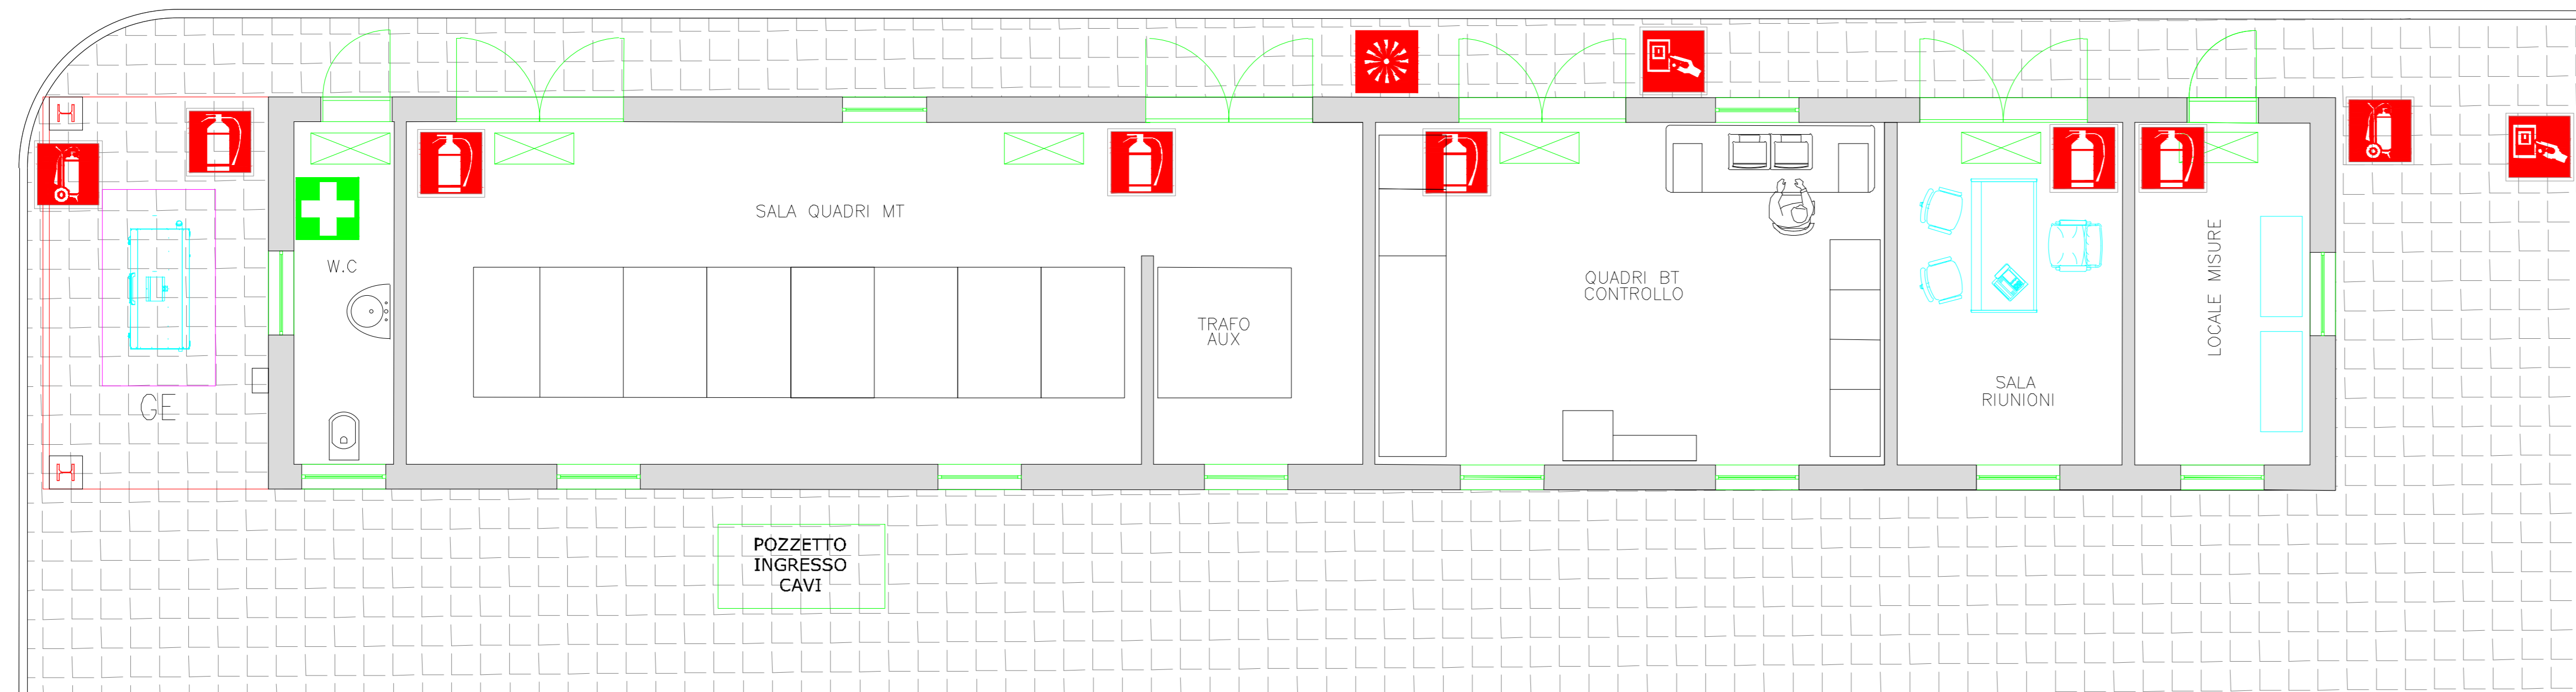 H
H
GE
W.C
SALA QUADRI MT
TRAFO
AUX
QUADRI BT
CONTROLLO
SALA
RIUNIONI
LOCALE MISURE
POZZETTO
INGRESSO
CAVI